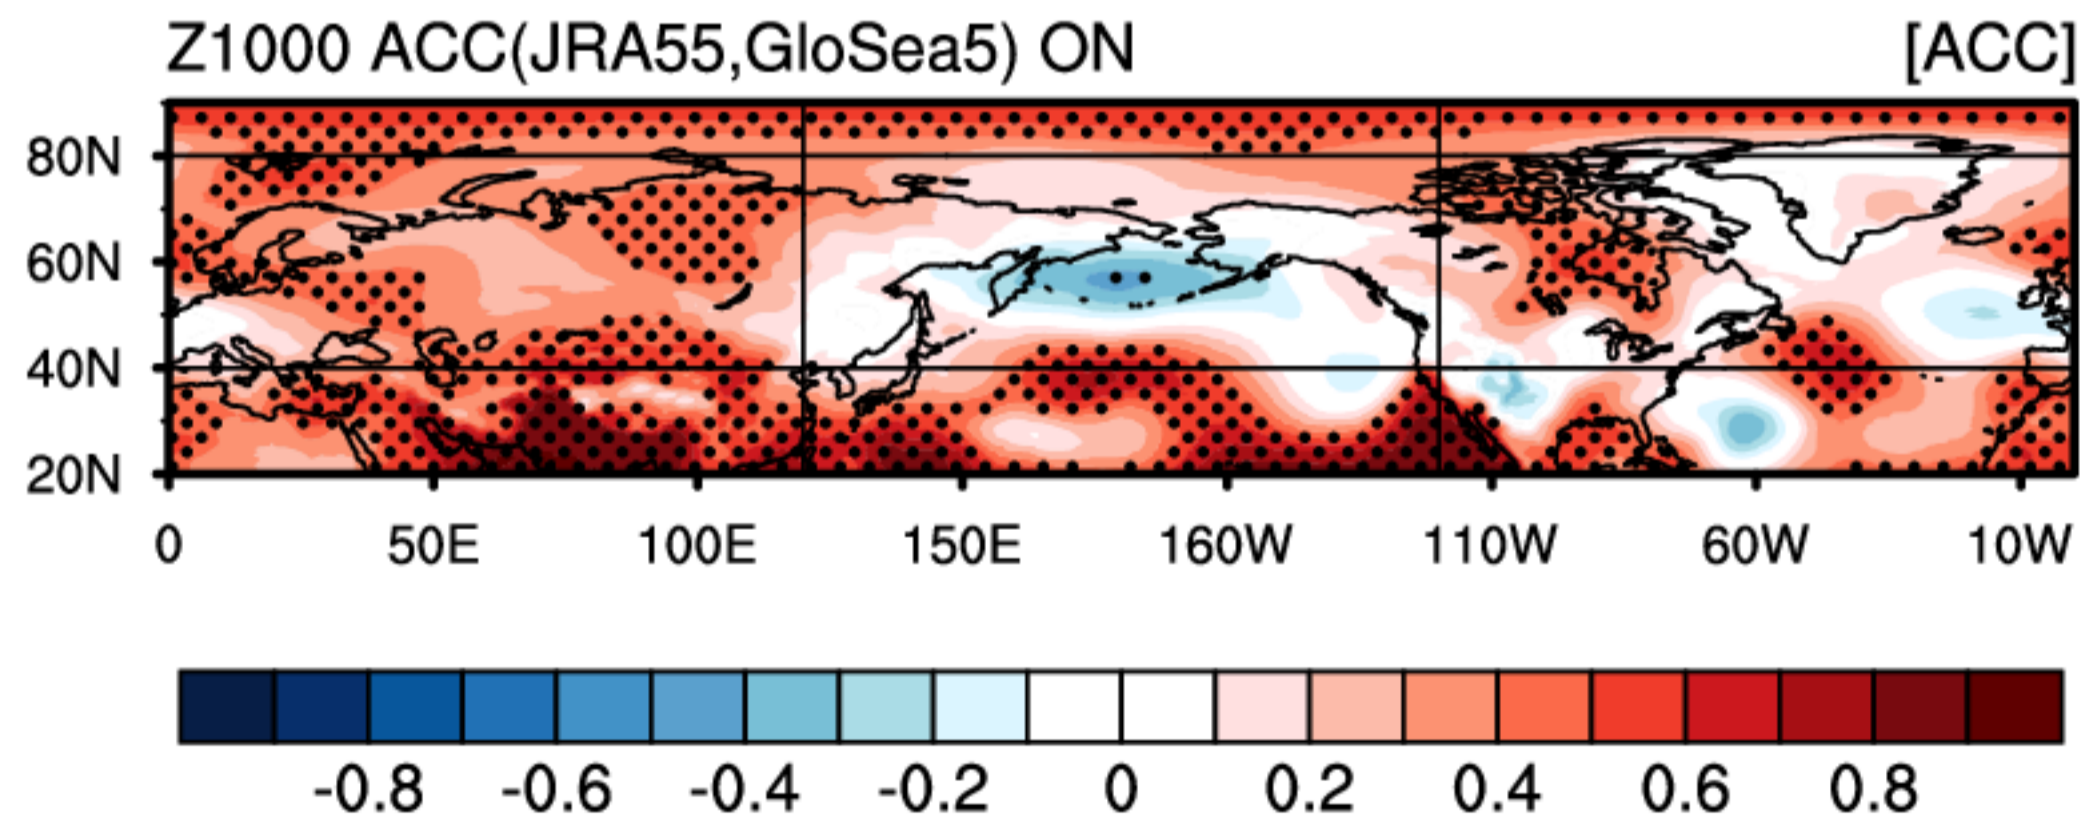 Z1000 ACC(JRA55,GloSea5) ON [ACC]
80N
60N
40N
20N
0 50E 100E 150E 160W 110W 60W 10W
-0.8 -0.6 -0.4 -0.2 0 0.2 0.4 0.6 0.8